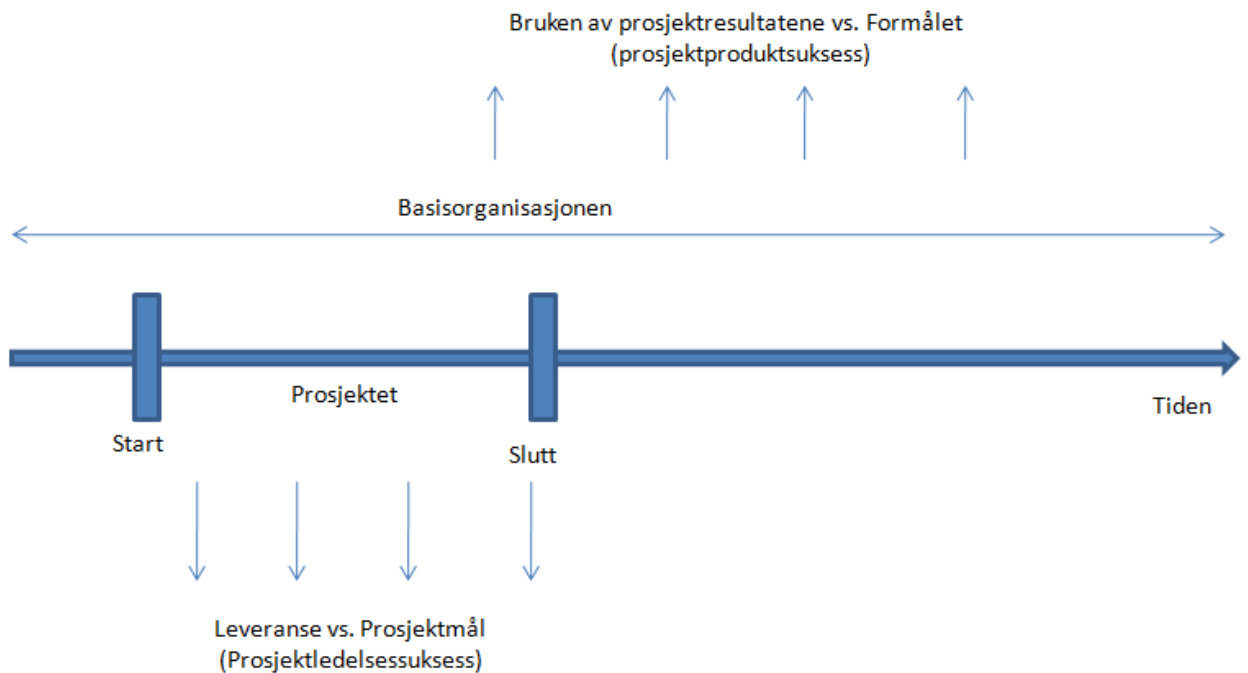 Bruken av prosjektresultatene vs. Formålet
(prosjektproduktsuksess)
Basisorganisasjonen
Prosjektet
Tiden
Start
Slutt
Leveranse vs. Prosjektmål
(Prosjektledelsessuksess)